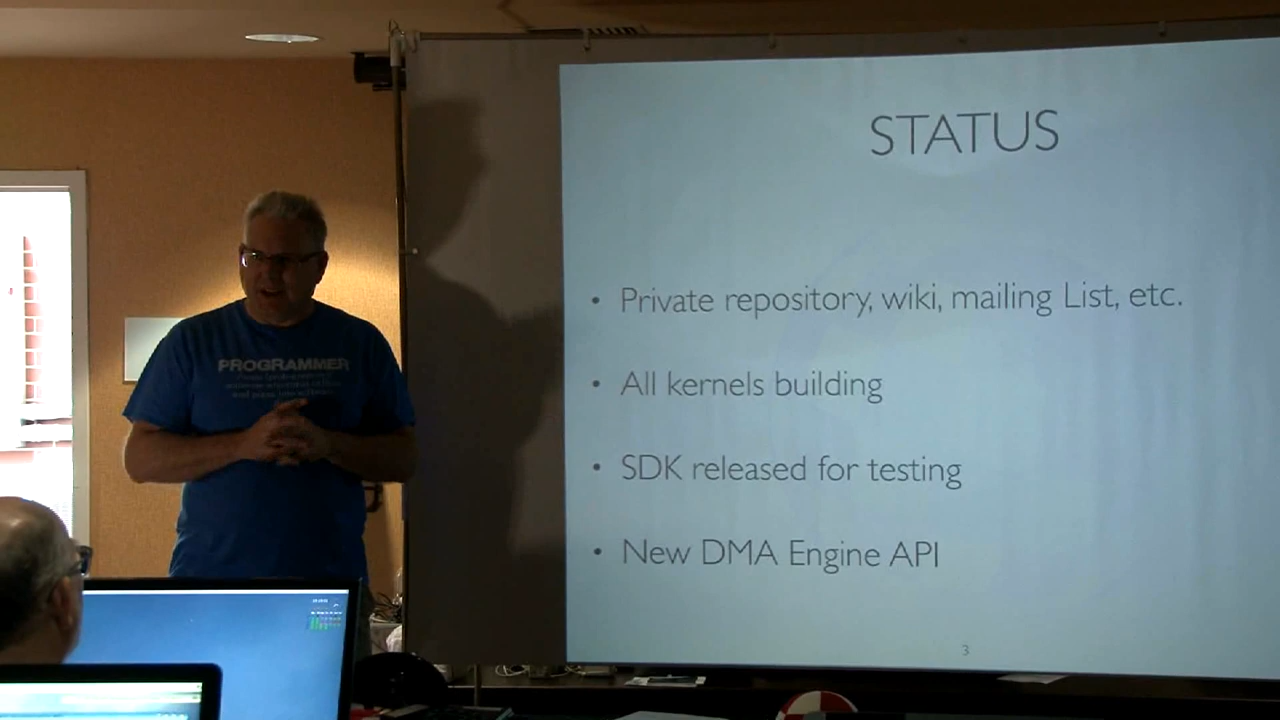 STATUS
• Private repository, wiki, mailing List, etc.
• All kernels building
• SDK released for testing
• New DMA Engine API
3
PROGRAMMER